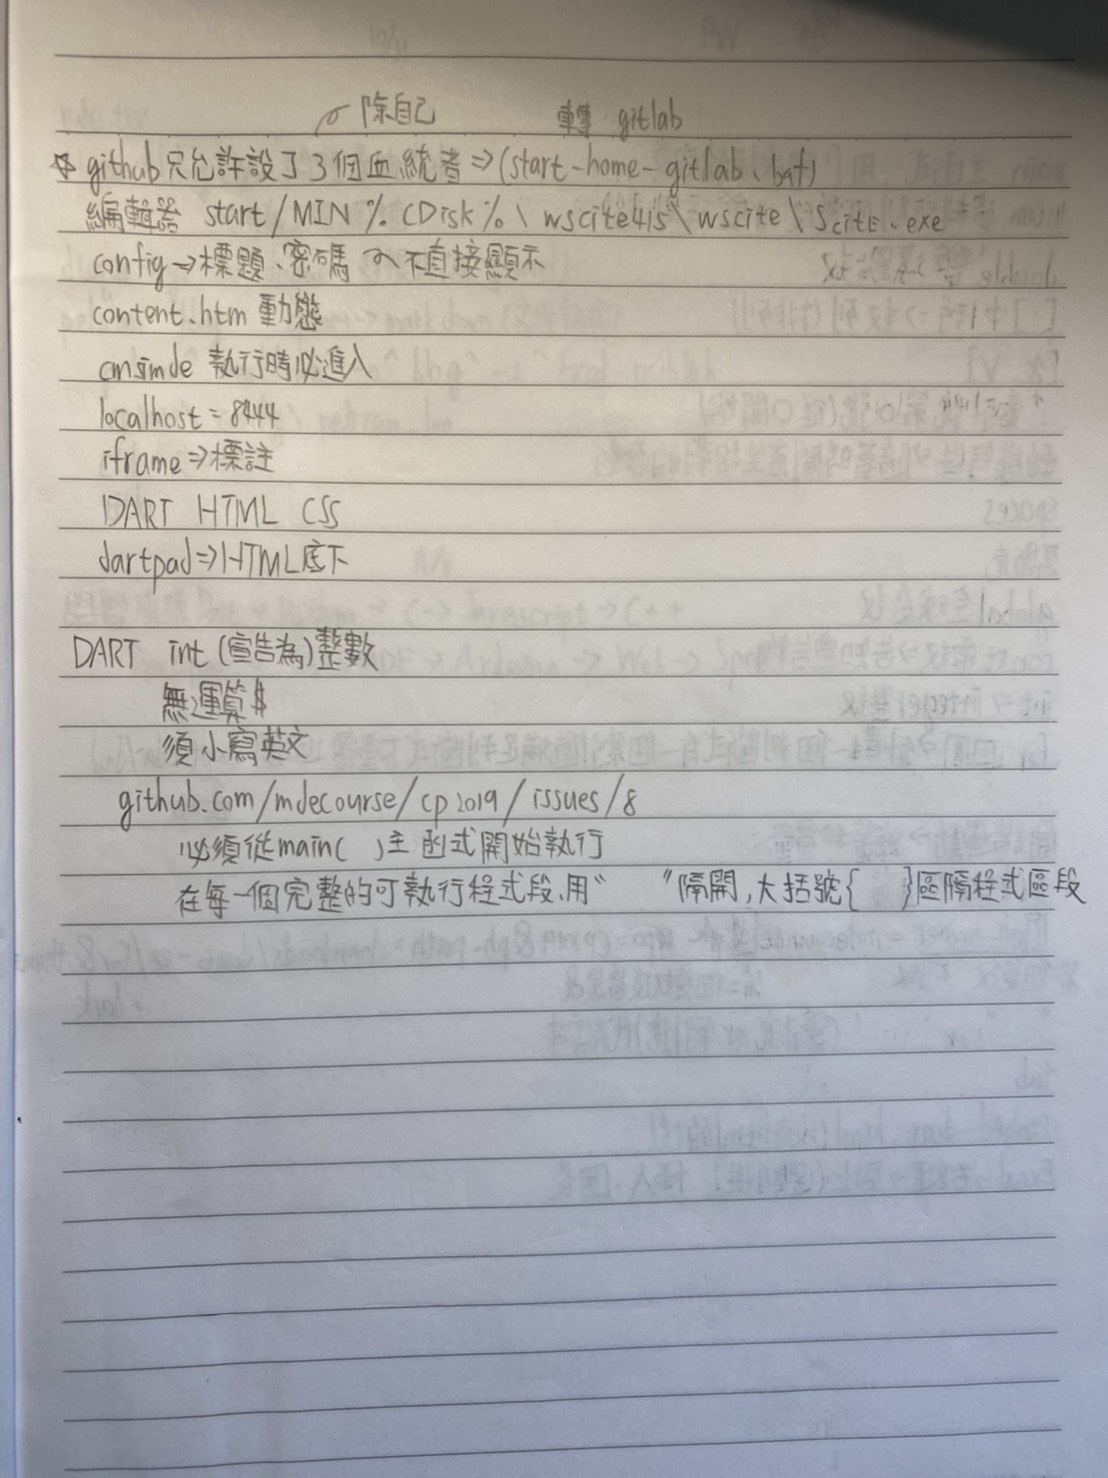 除自己 轉 gitlab
github 只允許設了3個血統者⇒(start-home-gitlab.bat)
編輯器 start/MIN %CDisk%\wscite415\wscite\SciTE.exe
config→標題、密碼 不直接顯示
content.htm 動態
cmsimde 執行時必進入
localhost=8444
iframe⇒標註
DART HTML CSS
dartpad⇒HTML底下
DART int(宣告為)整數
無運算$
須小寫英文
github.com/mdecourse/cp2019/issues/8
必須從main( )主函式開始執行
在每一個完整的可執行程式段,用“ ”隔開,大括號{ }區隔程式區段